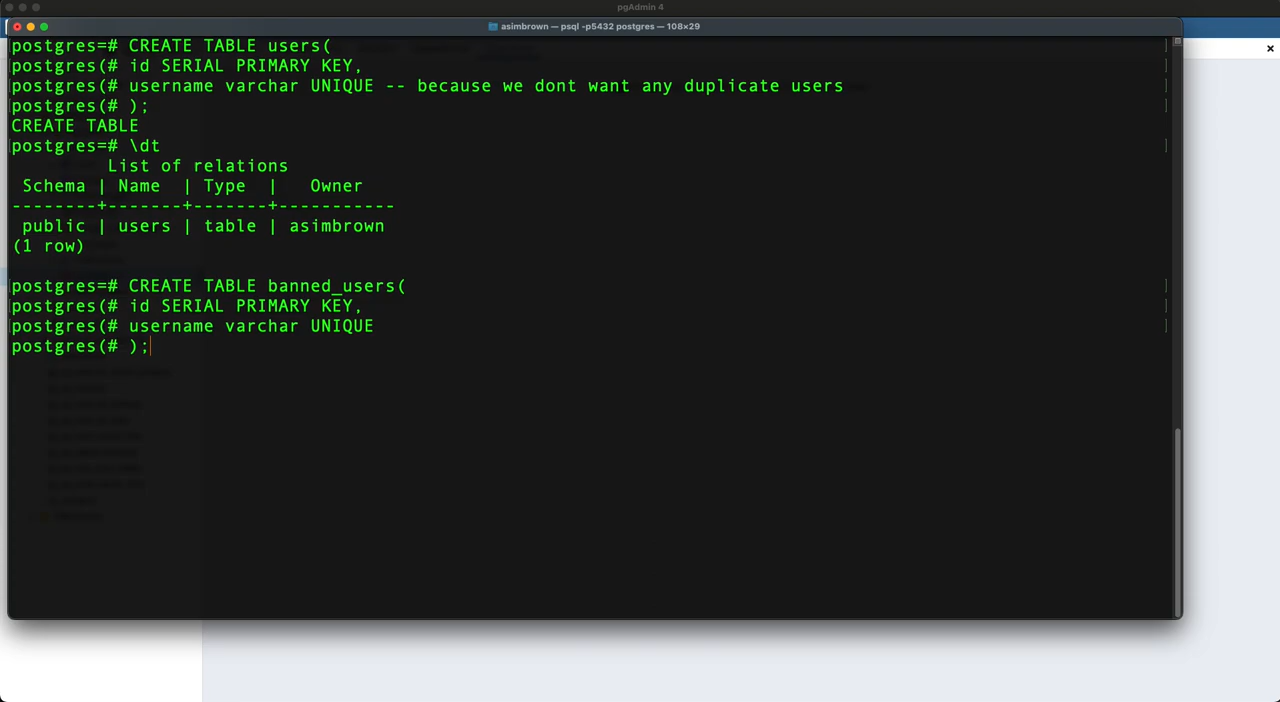 pgAdmin 4
asimbrown — psql -p5432 postgres — 108×29
postgres=# CREATE TABLE users(
postgres(# id SERIAL PRIMARY KEY,
postgres(# username varchar UNIQUE -- because we dont want any duplicate users
postgres(# );
CREATE TABLE
postgres=# \dt
List of relations
Schema | Name  | Type  |   Owner
--------+-------+-------+-----------
public | users | table | asimbrown
(1 row)
postgres=# CREATE TABLE banned_users(
postgres(# id SERIAL PRIMARY KEY,
postgres(# username varchar UNIQUE
postgres(# );